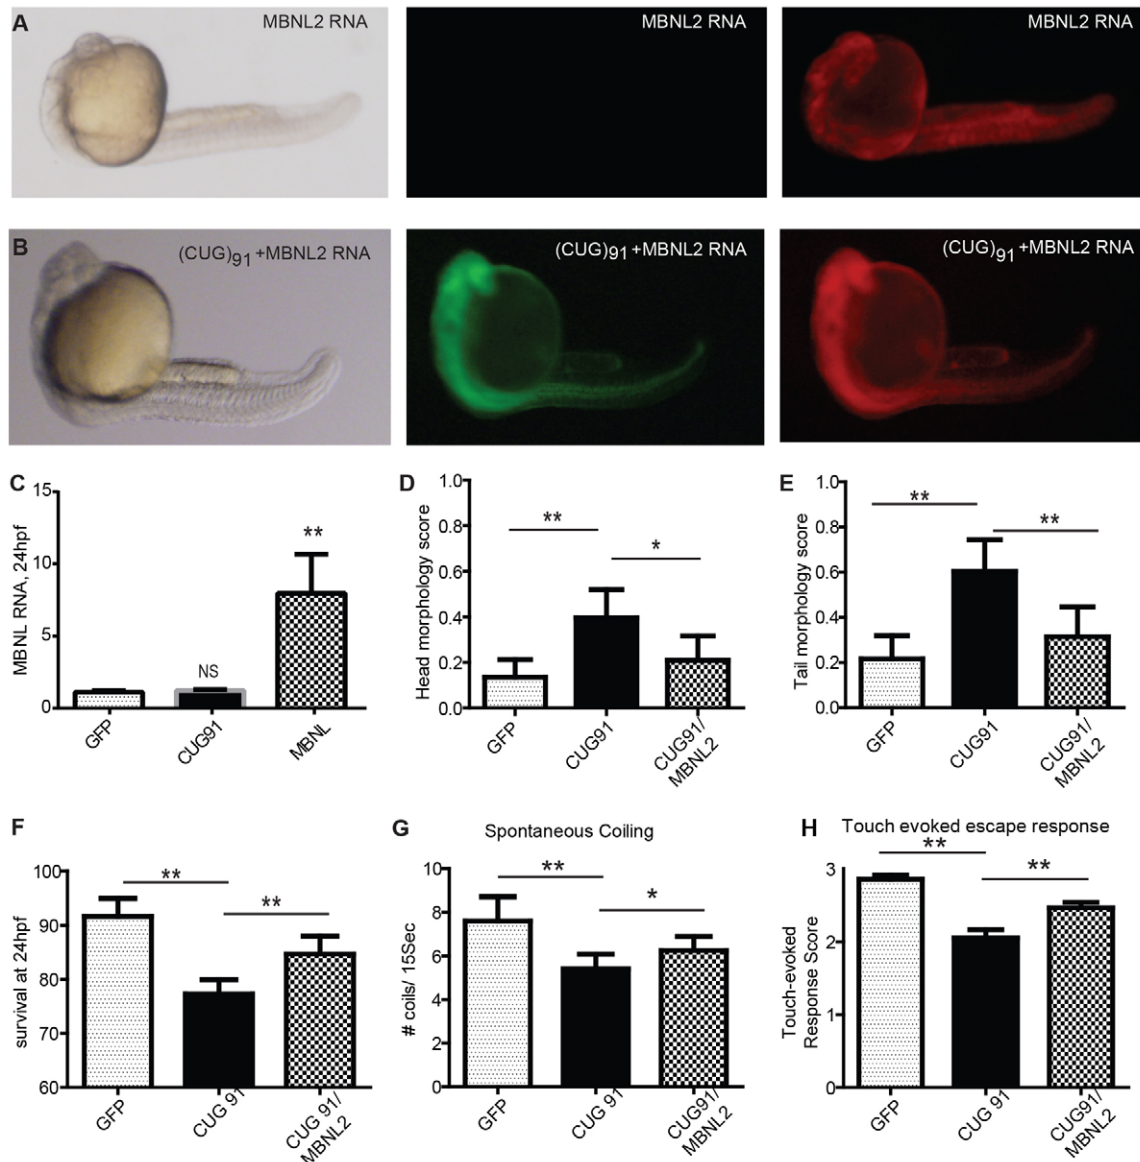 A
MBNL2 RNA
MBNL2 RNA
MBNL2 RNA
B
(CUG)91 +MBNL2 RNA
(CUG)91 +MBNL2 RNA
(CUG)91 +MBNL2 RNA
C
MBNL RNA, 24hpf
15
10
5
0
NS
**
GFP
CUG91
MBNL
D
Head morphology score
1.0
0.8
0.6
0.4
0.2
0.0
**
*
GFP
CUG91
CUG91/
MBNL2
E
Tail morphology score
1.0
0.8
0.6
0.4
0.2
0.0
**
**
GFP
CUG91
CUG91/
MBNL2
F
survival at 24hpf
100
90
80
70
60
**
**
GFP
CUG 91
CUG 91/
MBNL2
G
Spontaneous Coiling
# coils/ 15Sec
10
8
6
4
2
0
**
*
GFP
CUG 91
CUG91/
MBNL2
H
Touch evoked escape response
Touch-evoked
Response Score
3
2
1
0
**
**
GFP
CUG 91
CUG91/
MBNL2